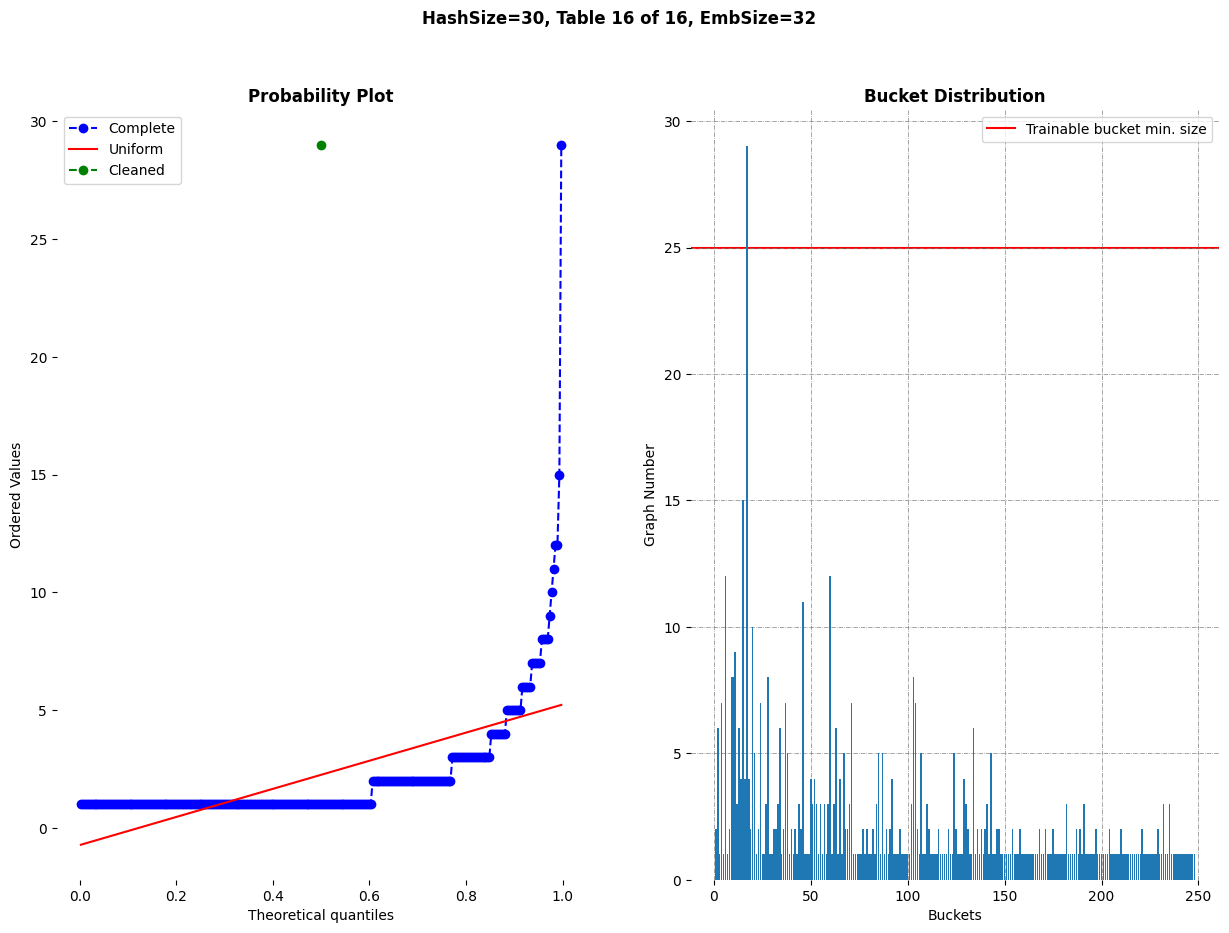 HashSize=30, Table 16 of 16, EmbSize=32
Probability Plot
Complete
Uniform
Cleaned
30
25
20
15
10
5
0
Ordered Values
0.0 0.2 0.4 0.6 0.8 1.0
Theoretical quantiles
Bucket Distribution
Trainable bucket min. size
30
25
20
15
10
5
0
Graph Number
0 50 100 150 200 250
Buckets